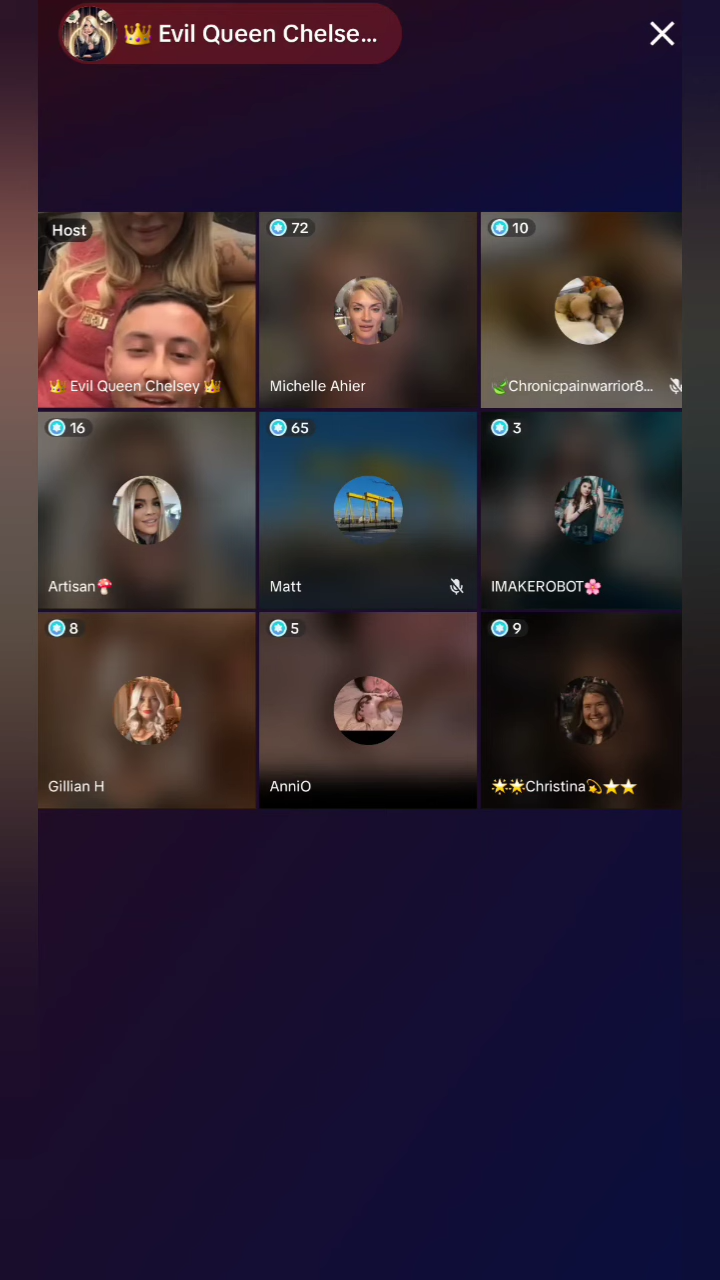 👑 Evil Queen Chelse...
Host
72
10
👑 Evil Queen Chelsey 👑
Michelle Ahier
🌿Chronicpainwarrior8...
16
65
3
Artisan🍄
Matt
IMAKEROBOT🌸
8
5
9
Gillian H
AnniO
🌟🌟Christina💫⭐⭐